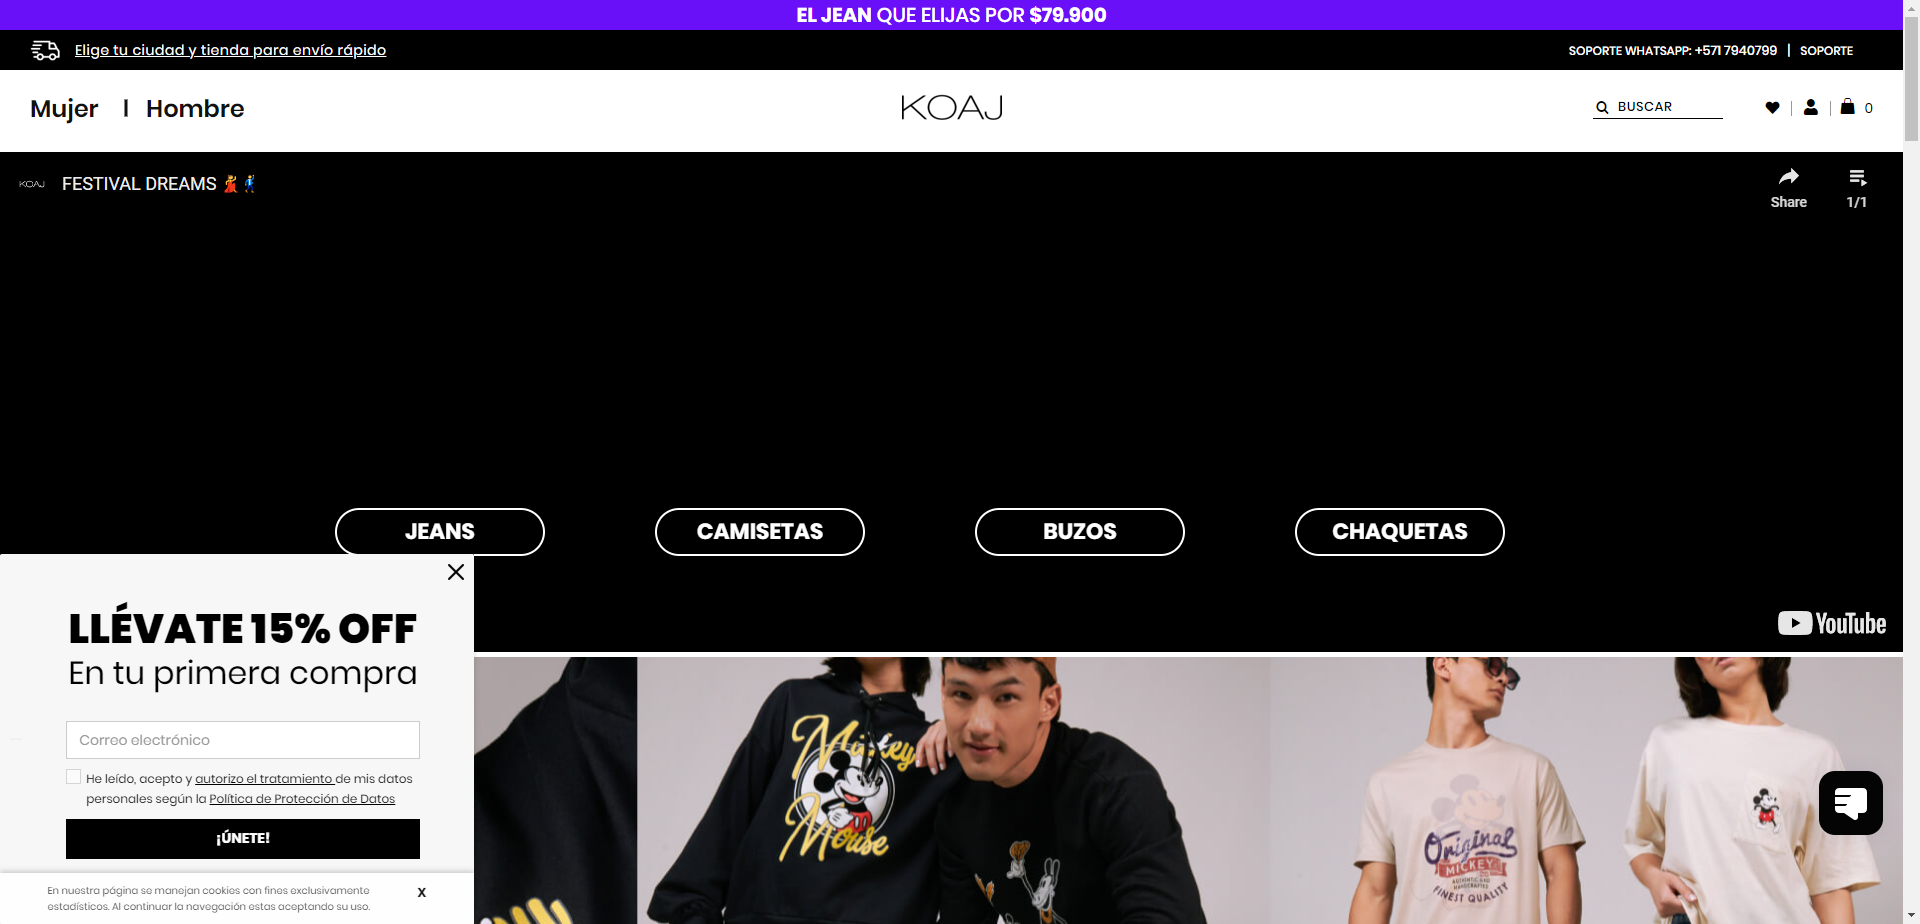 EL JEAN QUE ELIJAS POR $79.900
Elige tu ciudad y tienda para envío rápido
SOPORTE WHATSAPP: +571 7940799 | SOPORTE
Mujer | Hombre
KOAJ
BUSCAR
0
KOAJ
FESTIVAL DREAMS
Share
1/1
JEANS
CAMISETAS
BUZOS
CHAQUETAS
YouTube
LLÉVATE 15% OFF
En tu primera compra
Correo electrónico
He leído, acepto y autorizo el tratamiento de mis datos
personales según la Política de Protección de Datos
¡ÚNETE!
En nuestra página se manejan cookies con fines exclusivamente
estadísticos. Al continuar la navegación estas aceptando su uso.
X
Mickey
Mouse
Original
MICKEY
AUTHENTIC AND
HANDCRAFTED
FINEST QUALITY